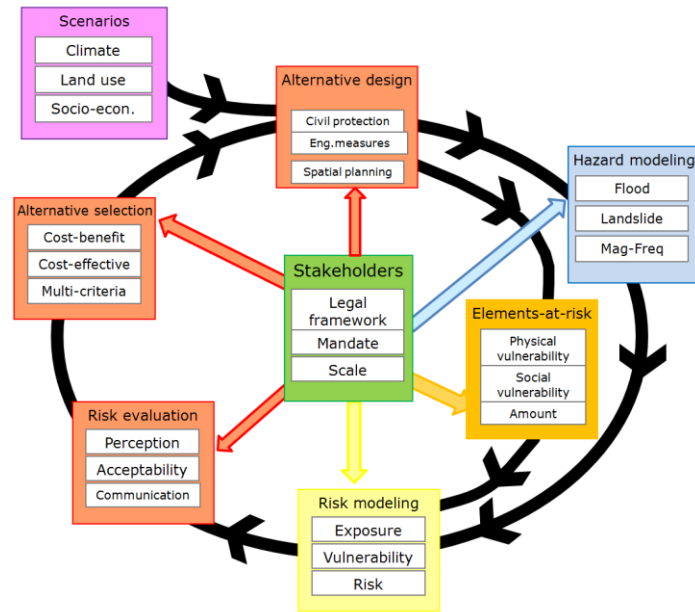 Scenarios
Climate
Land use
Socio-econ.
Alternative design
Civil protection
Eng.measures
Spatial planning
Hazard modeling
Flood
Landslide
Mag-Freq
Alternative selection
Cost-benefit
Cost-effective
Multi-criteria
Stakeholders
Legal
framework
Mandate
Scale
Elements-at-risk
Physical
vulnerability
Social
vulnerability
Amount
Risk evaluation
Perception
Acceptability
Communication
Risk modeling
Exposure
Vulnerability
Risk